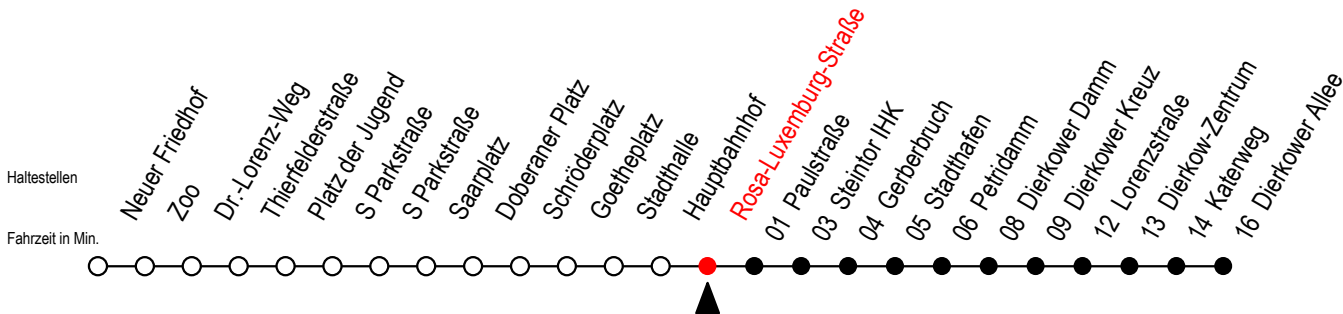 Haltestellen
Fahrzeit in Min.
Neuer Friedhof
Zoo
Dr.-Lorenz-Weg
Thierfelderstraße
Platz der Jugend
S Parkstraße
S Parkstraße
Saarplatz
Doberaner Platz
Schröderplatz
Goetheplatz
Stadthalle
Hauptbahnhof
Rosa-Luxemburg-Straße
01 Paulstraße
03 Steintor IHK
04 Gerberbruch
05 Stadthafen
06 Petridamm
08 Dierkower Damm
09 Dierkower Kreuz
12 Lorenzstraße
13 Dierkow-Zentrum
14 Katerweg
16 Dierkower Allee